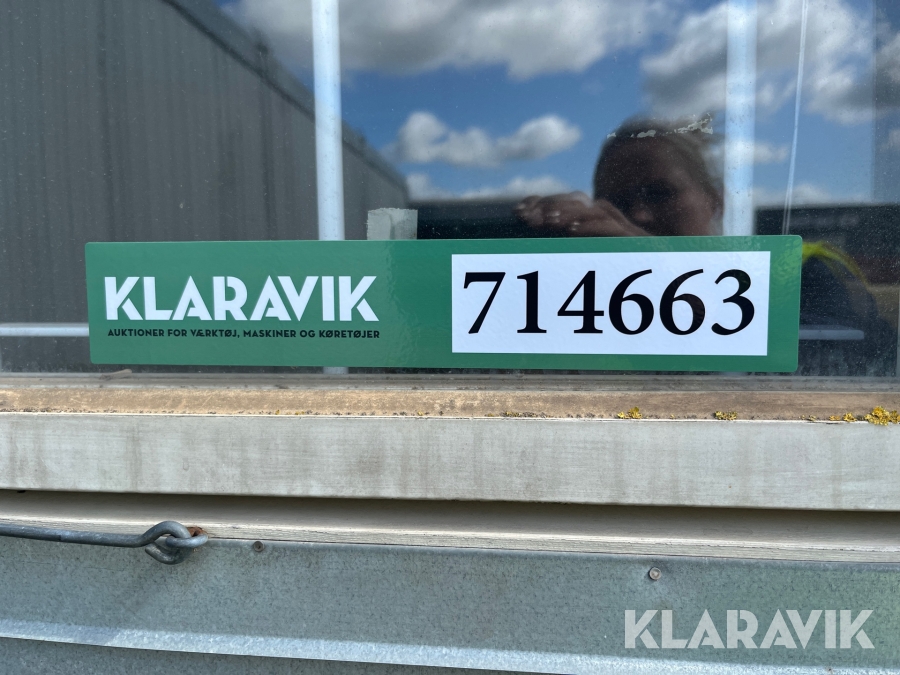 KLARAVIK
AUKTIONER FOR VÆRKTØJ, MASKINER OG KØRETØJER
714663
KLARAVIK